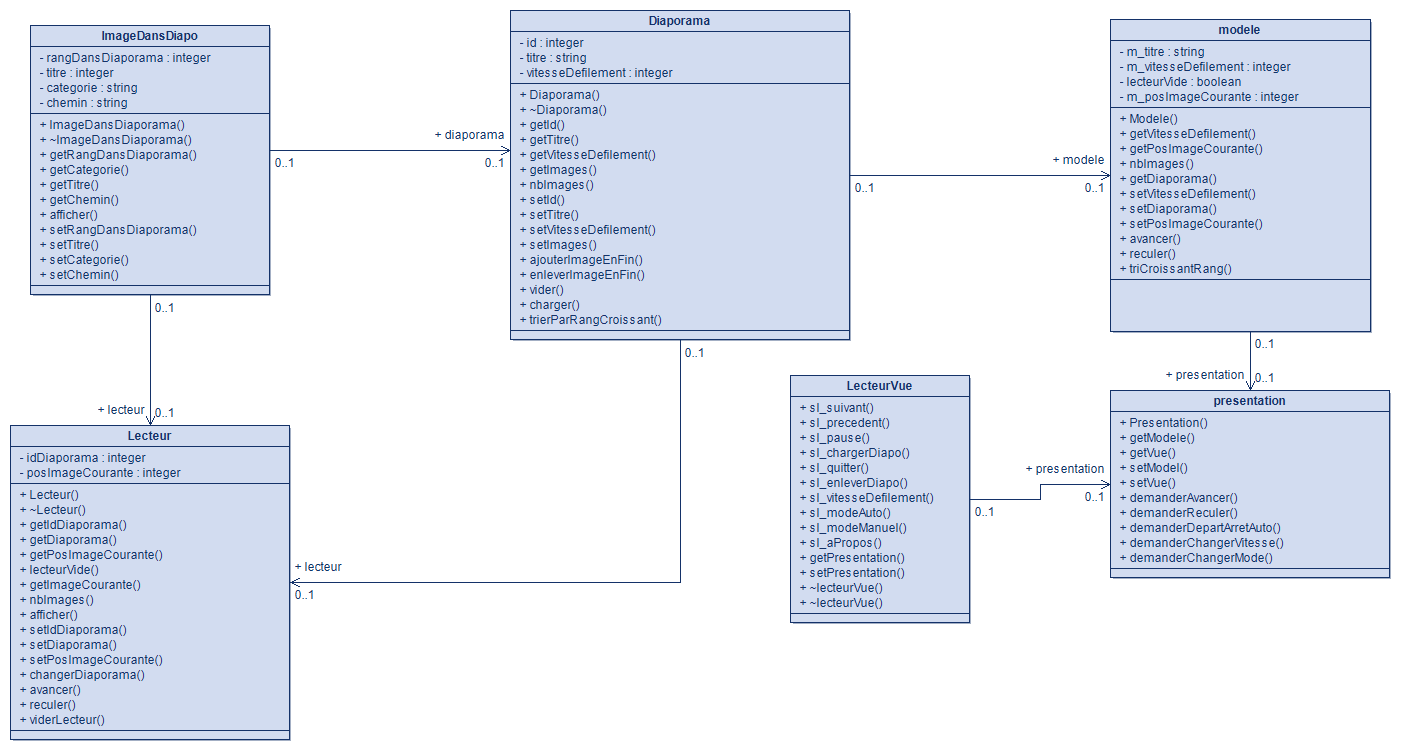 ImageDansDiapo
- rangDansDiaporama : integer
- titre : integer
- categorie : string
- chemin : string
+ ImageDansDiaporama()
+ ~ImageDansDiaporama()
+ getRangDansDiaporama()
+ getCategorie()
+ getTitre()
+ getChemin()
+ afficher()
+ setRangDansDiaporama()
+ setTitre()
+ setCategorie()
+ setChemin()
0..1
+ diaporama
0..1
0..1
+ lecteur
0..1
Diaporama
- id : integer
- titre : string
- vitesseDefilement : integer
+ Diaporama()
+ ~Diaporama()
+ getId()
+ getTitre()
+ getVitesseDefilement()
+ getImages()
+ nbImages()
+ setId()
+ setTitre()
+ setVitesseDefilement()
+ setImages()
+ ajouterImageEnFin()
+ enleverImageEnFin()
+ vider()
+ charger()
+ trierParRangCroissant()
0..1
+ modele
0..1
0..1
+ lecteur
0..1
modele
- m_titre : string
- m_vitesseDefilement : integer
- lecteurVide : boolean
- m_posImageCourante : integer
+ Modele()
+ getVitesseDefilement()
+ getPosImageCourante()
+ nbImages()
+ getDiaporama()
+ setVitesseDefilement()
+ setDiaporama()
+ setPosImageCourante()
+ avancer()
+ reculer()
+ triCroissantRang()
0..1
+ presentation
0..1
Lecteur
- idDiaporama : integer
- posImageCourante : integer
+ Lecteur()
+ ~Lecteur()
+ getIdDiaporama()
+ getDiaporama()
+ getPosImageCourante()
+ lecteurVide()
+ getImageCourante()
+ nbImages()
+ afficher()
+ setIdDiaporama()
+ setDiaporama()
+ setPosImageCourante()
+ changerDiaporama()
+ avancer()
+ reculer()
+ viderLecteur()
LecteurVue
+ sl_suivant()
+ sl_precedent()
+ sl_pause()
+ sl_chargerDiapo()
+ sl_quitter()
+ sl_enleverDiapo()
+ sl_vitesseDefilement()
+ sl_modeAuto()
+ sl_modeManuel()
+ sl_aPropos()
+ getPresentation()
+ setPresentation()
+ ~lecteurVue()
+ ~lecteurVue()
0..1
+ presentation
0..1
presentation
+ Presentation()
+ getModele()
+ getVue()
+ setModel()
+ setVue()
+ demanderAvancer()
+ demanderReculer()
+ demanderDepartArretAuto()
+ demanderChangerVitesse()
+ demanderChangerMode()